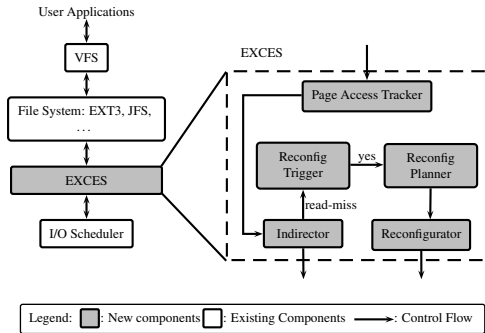 User Applications
VFS
File System: EXT3, JFS,
...
EXCES
I/O Scheduler
EXCES
Page Access Tracker
Reconfig
Trigger
yes
Reconfig
Planner
read-miss
Indirector
Reconfigurator
Legend: : New components : Existing Components : Control Flow